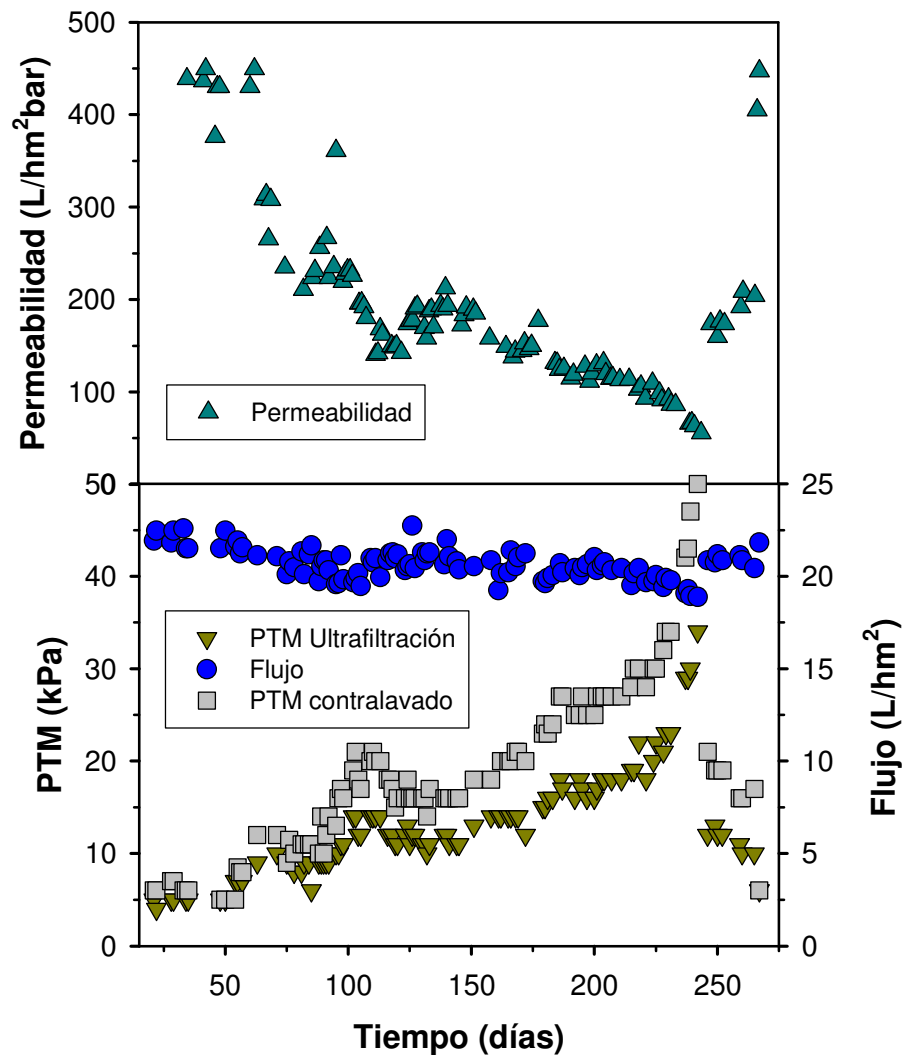 500
400
300
200
100
0
Permeabilidad (L/hm²bar)
Permeabilidad
50
40
30
20
10
0
PTM (kPa)
25
20
15
10
5
0
Flujo (L/hm²)
PTM Ultrafiltración
Flujo
PTM contralavado
50
100
150
200
250
Tiempo (días)